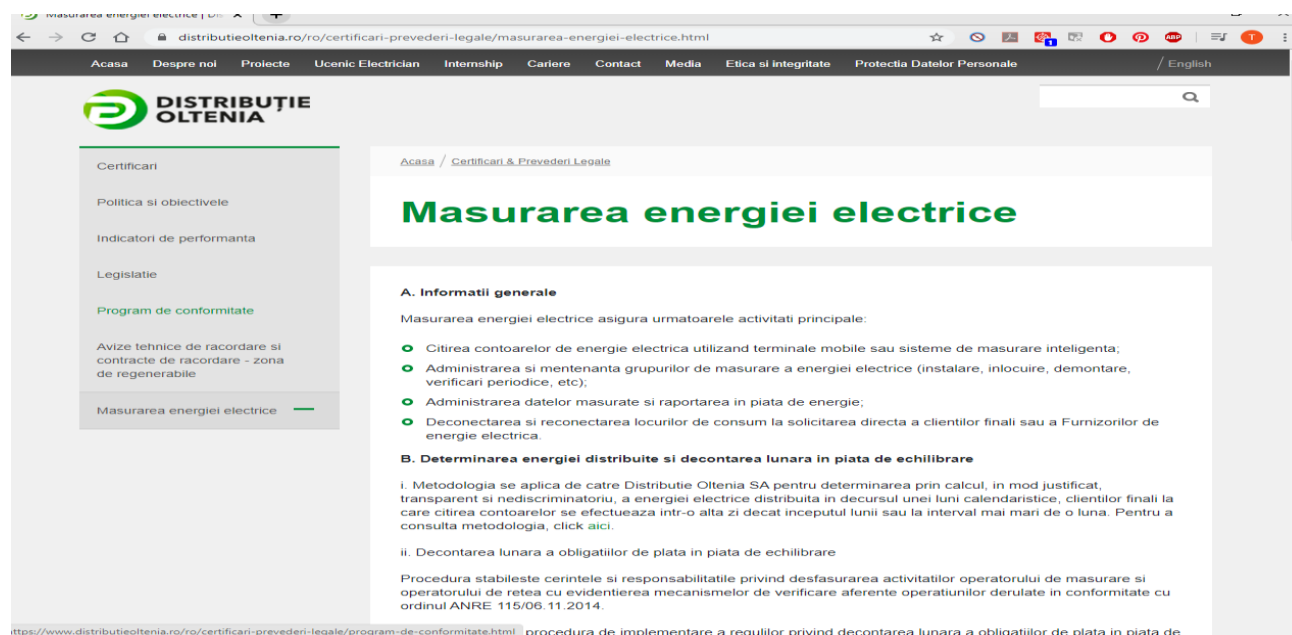 Masurarea energiei electrice | Di
distributieoltenia.ro/ro/certificari-prevederi-legale/masurarea-energiei-electrice.html
ABP
1
T
Acasa Despre noi Proiecte Ucenic Electrician Internship Cariere Contact Media Etica si integritate Protectia Datelor Personale / English
DISTRIBUȚIE
OLTENIA
Certificari
Politica si obiectivele
Indicatori de performanta
Legislatie
Program de conformitate
Avize tehnice de racordare si
contracte de racordare - zona
de regenerabile
Masurarea energiei electrice
Acasa / Certificari & Prevederi Legale
Masurarea energiei electrice
A. Informatii generale
Masurarea energiei electrice asigura urmatoarele activitati principale:
Citirea contoarelor de energie electrica utilizand terminale mobile sau sisteme de masurare inteligenta;
Administrarea si mentenanta grupurilor de masurare a energiei electrice (instalare, inlocuire, demontare,
verificari periodice, etc);
Administrarea datelor masurate si raportarea in piata de energie;
Deconectarea si reconectarea locurilor de consum la solicitarea directa a clientilor finali sau a Furnizorilor de
energie electrica.
B. Determinarea energiei distribuite si decontarea lunara in piata de echilibrare
i. Metodologia se aplica de catre Distributie Oltenia SA pentru determinarea prin calcul, in mod justificat,
transparent si nediscriminatoriu, a energiei electrice distribuita in decursul unei luni calendaristice, clientilor finali la
care citirea contoarelor se efectueaza intr-o alta zi decat inceputul lunii sau la interval mai mari de o luna. Pentru a
consulta metodologia, click aici.
ii. Decontarea lunara a obligatiilor de plata in piata de echilibrare
Procedura stabileste cerintele si responsabilitatile privind desfasurarea activitatilor operatorului de masurare si
operatorului de retea cu evidentierea mecanismelor de verificare aferente operatiunilor derulate in conformitate cu
ordinul ANRE 115/06.11.2014.
ttps://www.distributieoltenia.ro/ro/certificari-prevederi-legale/program-de-conformitate.html procedura de implementare a regulilor privind decontarea lunara a obligatiilor de plata in piata de